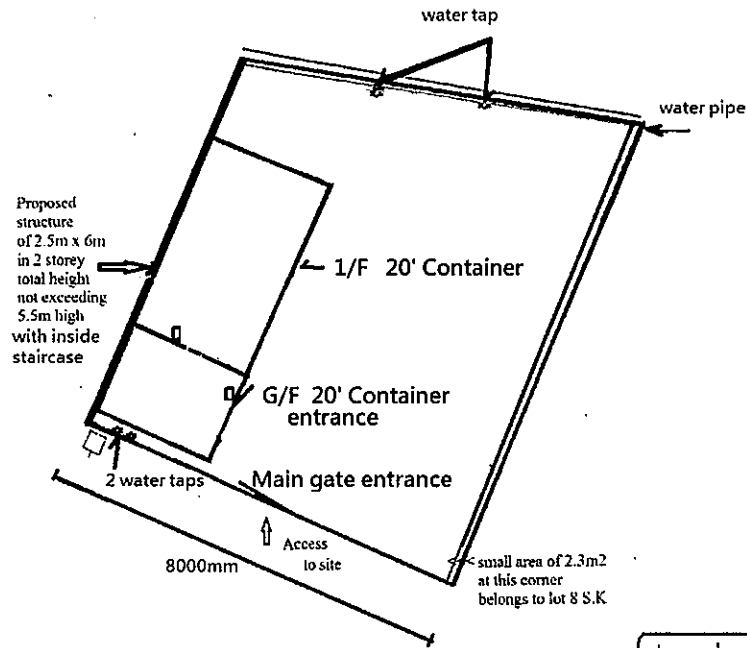 water tap
water pipe
Proposed
structure
of 2.5m x 6m
in 2 storey
total height
not exceeding
5.5m high
with inside
staircase
1/F 20' Container
G/F 20' Container
entrance
2 water taps
Main gate entrance
Access
to site
8000mm
small area of 2.3m2
at this corner
belongs to lot 8 S.K